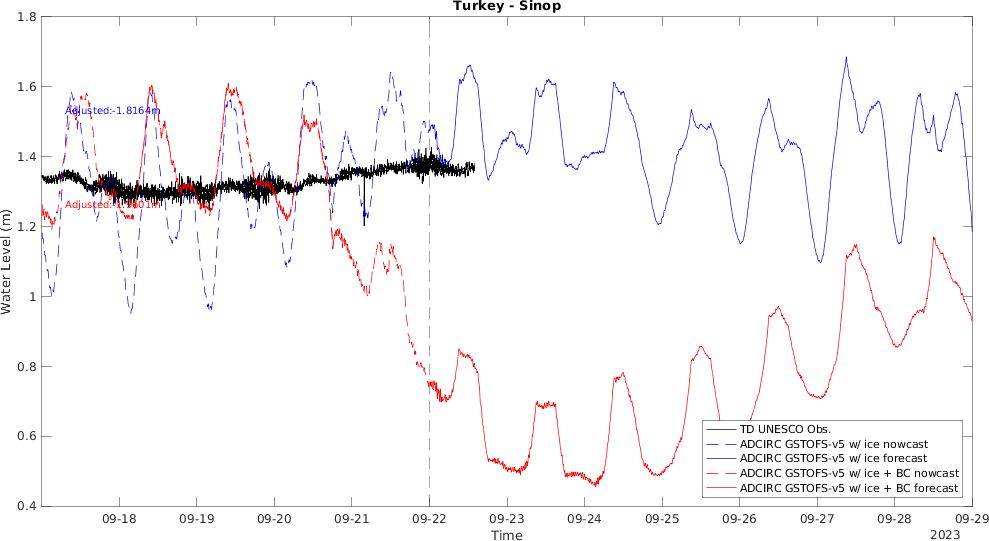 Turkey - Sinop
1.8
1.6
1.4
1.2
1
0.8
0.6
0.4
Water Level (m)
Adjusted:-1.8164m
09-18
09-19
09-20
09-21
09-22
09-23
09-24
09-25
09-26
09-27
09-28
09-29
Time
2023
TD UNESCO Obs.
ADCIRC GSTOFS-v5 w/ ice nowcast
ADCIRC GSTOFS-v5 w/ ice forecast
ADCIRC GSTOFS-v5 w/ ice + BC nowcast
ADCIRC GSTOFS-v5 w/ ice + BC forecast